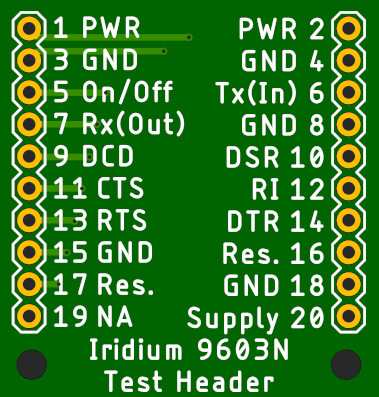 1 PWR PWR 2
3 GND GND 4
5 On/Off Tx(In) 6
7 Rx(Out) GND 8
9 DCD DSR 10
11 CTS RI 12
13 RTS DTR 14
15 GND Res. 16
17 Res. GND 18
19 NA Supply 20
Iridium 9603N
Test Header